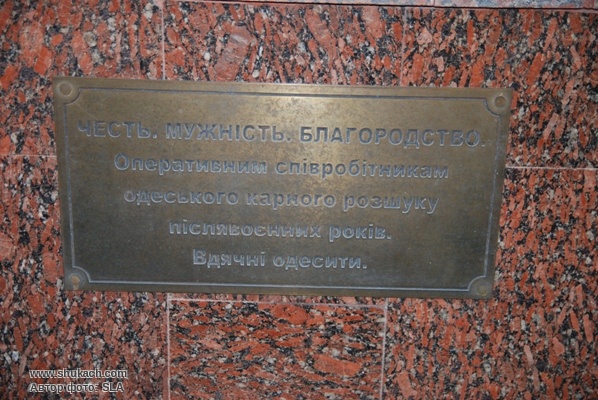 ЧЕСТЬ. МУЖНІСТЬ. БЛАГОРОДСТВО.
Оперативним співробітникам
одеського карного розшуку
післявоєнних років.
Вдячні одесити.
www.shukach.com
Автор фото: SLA